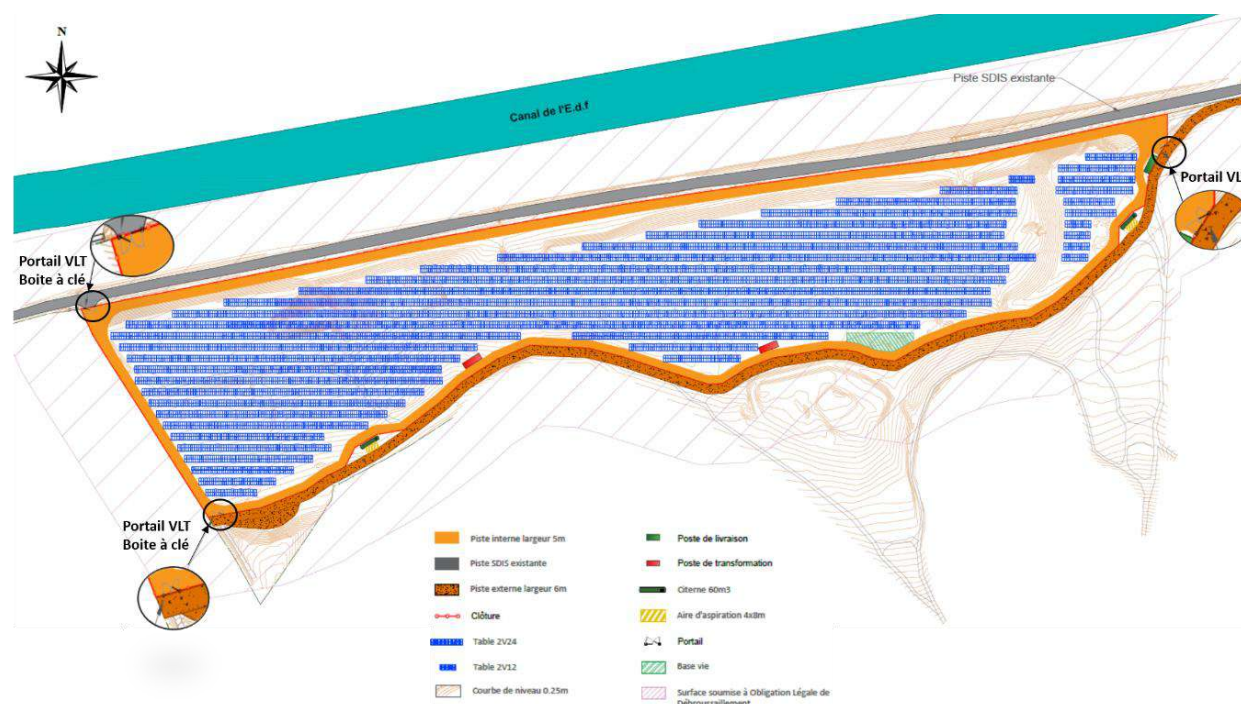 N
Piste SDIS existante
Canal de l'E.d.f
Portail VL
Portail VLT
Boite à clé
Portail VLT
Boite à clé
Piste interne largeur 5m
Piste SDIS existante
Piste externe largeur 6m
Clôture
Table 2V24
Table 2V12
Courbe de niveau 0.25m
Poste de livraison
Poste de transformation
Citerne 60m3
Aire d'aspiration 4x8m
Portail
Base vie
Surface soumise à Obligation Légale de
Débroussaillement